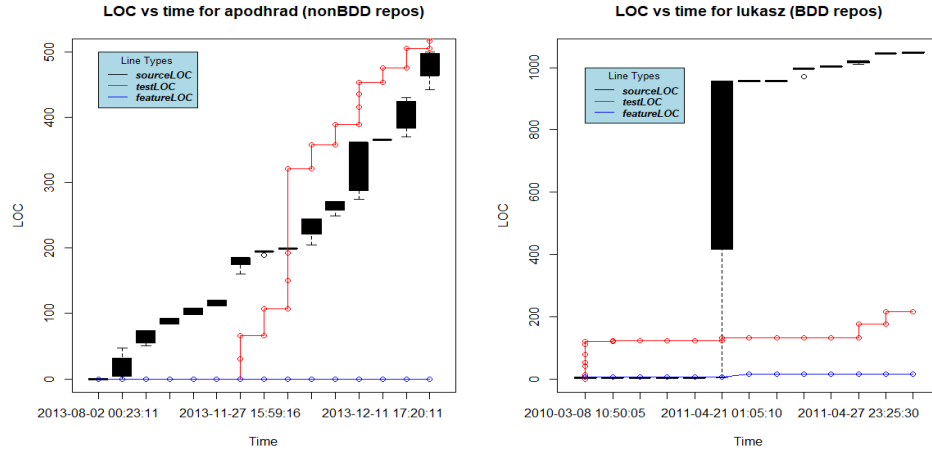 LOC vs time for apodhrad (nonBDD repos)
LOC
500
400
300
200
100
0
Line Types
sourceLOC
testLOC
featureLOC
2013-08-02 00:23:11
2013-11-27 15:59:16
2013-12-11 17:20:11
Time
LOC vs time for lukasz (BDD repos)
LOC
1000
800
600
400
200
0
Line Types
sourceLOC
testLOC
featureLOC
2010-03-08 10:50:05
2011-04-21 01:05:10
2011-04-27 23:25:30
Time